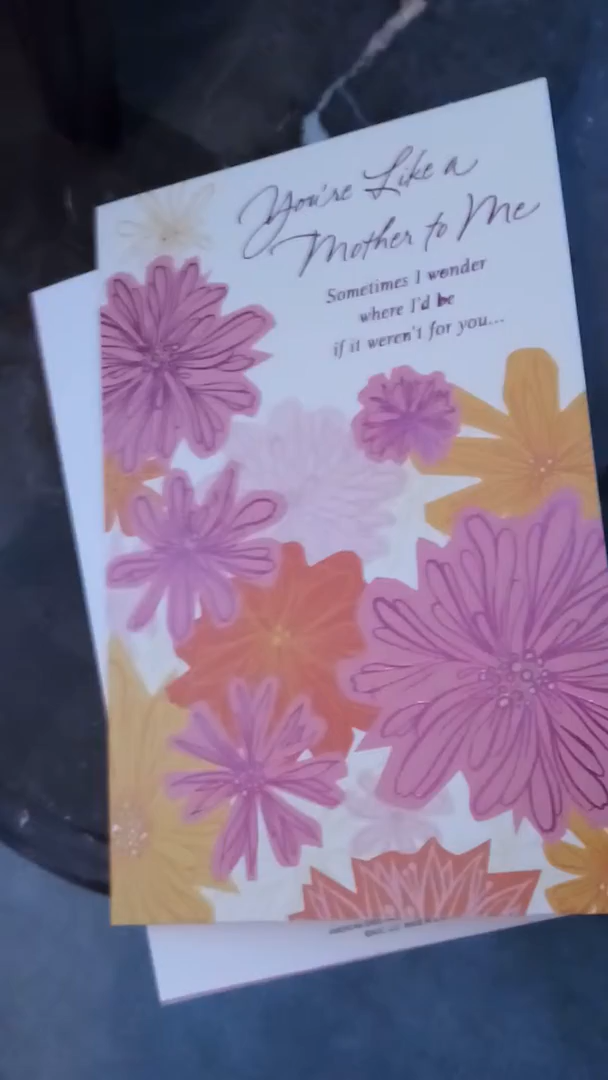 You're Like a
Mother to Me
Sometimes I wonder
where I'd be
if it weren't for you...